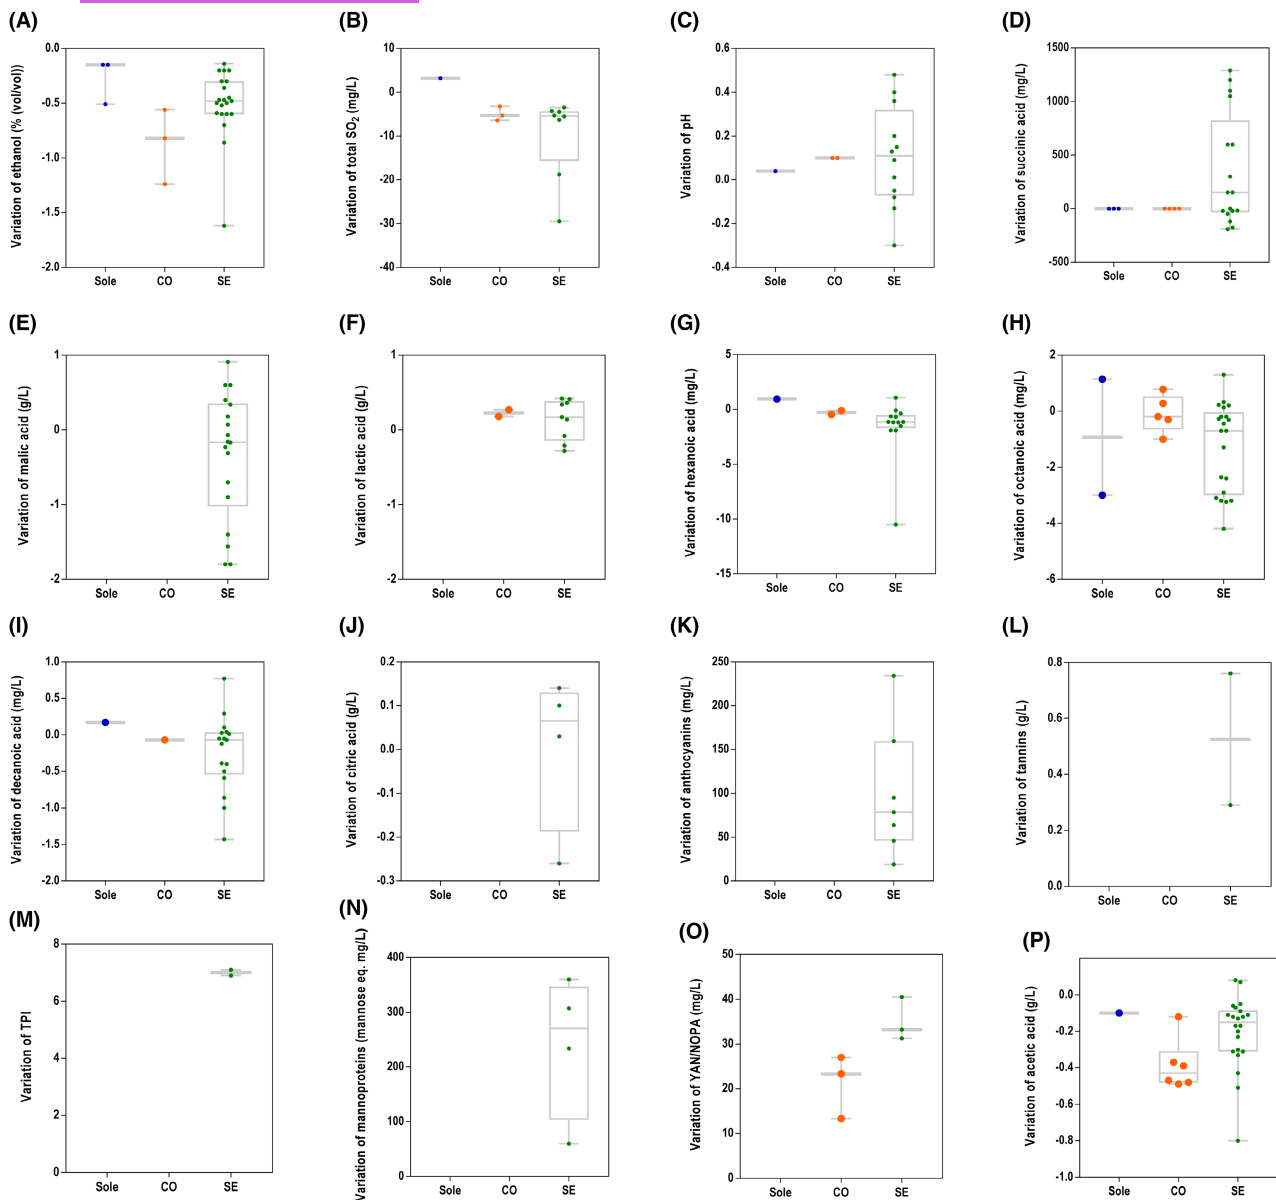 (A)
Variation of ethanol (% (vol/vol))
0.0
-0.5
-1.0
-1.5
-2.0
Sole CO SE
(B)
Variation of total SO2 (mg/L)
10
0
-10
-20
-30
-40
Sole CO SE
(C)
Variation of pH
0.6
0.4
0.2
0.0
-0.2
-0.4
Sole CO SE
(D)
Variation of succinic acid (mg/L)
1500
1000
500
0
-500
Sole CO SE
(E)
Variation of malic acid (g/L)
1
0
-1
-2
Sole CO SE
(F)
Variation of lactic acid (g/L)
1
0
-1
-2
Sole CO SE
(G)
Variation of hexanoic acid (mg/L)
5
0
-5
-10
-15
Sole CO SE
(H)
Variation of octanoic acid (mg/L)
2
0
-2
-4
-6
Sole CO SE
(I)
Variation of decanoic acid (mg/L)
1.0
0.5
0.0
-0.5
-1.0
-1.5
-2.0
Sole CO SE
(J)
Variation of citric acid (g/L)
0.2
0.1
0.0
-0.1
-0.2
-0.3
Sole CO SE
(K)
Variation of anthocyanins (mg/L)
250
200
150
100
50
0
Sole CO SE
(L)
Variation of tannins (g/L)
0.8
0.6
0.4
0.2
0.0
Sole CO SE
(M)
Variation of TPI
8
6
4
2
0
Sole CO SE
(N)
Variation of mannoproteins (mannose eq. mg/L)
400
300
200
100
0
Sole CO SE
(O)
Variation of YAN/NOPA (mg/L)
50
40
30
20
10
0
Sole CO SE
(P)
Variation of acetic acid (g/L)
0.0
-0.2
-0.4
-0.6
-0.8
-1.0
Sole CO SE